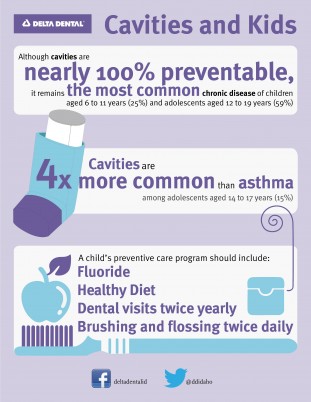 DELTA DENTAL
Cavities and Kids
Although cavities are
nearly 100% preventable,
it remains the most common chronic disease of children
aged 6 to 11 years (25%) and adolescents aged 12 to 19 years (59%)
Cavities are
4x more common than asthma
among adolescents aged 14 to 17 years (15%)
A child's preventive care program should include:
Fluoride
Healthy Diet
Dental visits twice yearly
Brushing and flossing twice daily
deltadentalid
@ddidaho